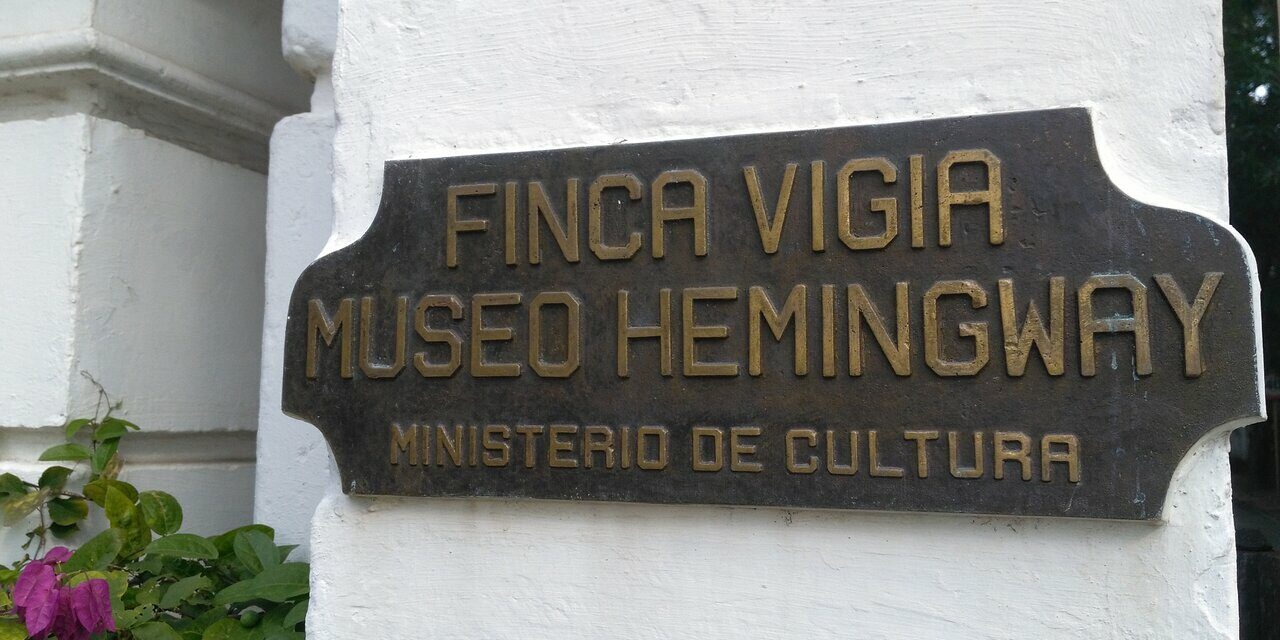 FINCA VIGIA
MUSEO HEMINGWAY
MINISTERIO DE CULTURA